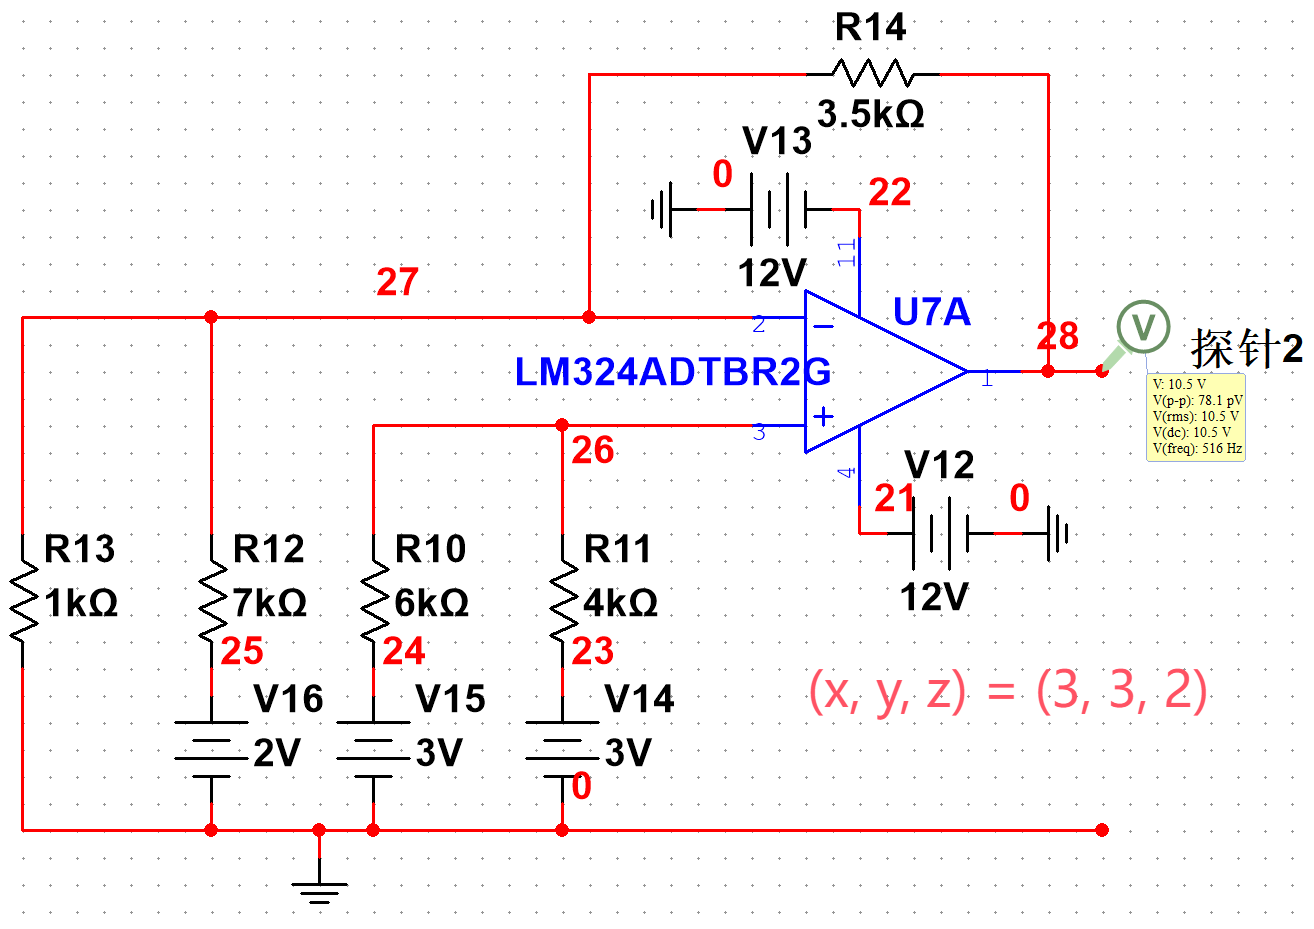 R14
3.5kΩ
V13
0
22
12V
11
27
2
U7A
28
V
探针2
LM324ADTBR2G
1
V: 10.5 V
V(p-p): 78.1 pV
V(rms): 10.5 V
V(dc): 10.5 V
V(freq): 516 Hz
3
26
4
V12
21
0
12V
R13
1kΩ
R12
7kΩ
R10
6kΩ
R11
4kΩ
25
24
23
V16
2V
V15
3V
V14
3V
0
(x, y, z) = (3, 3, 2)